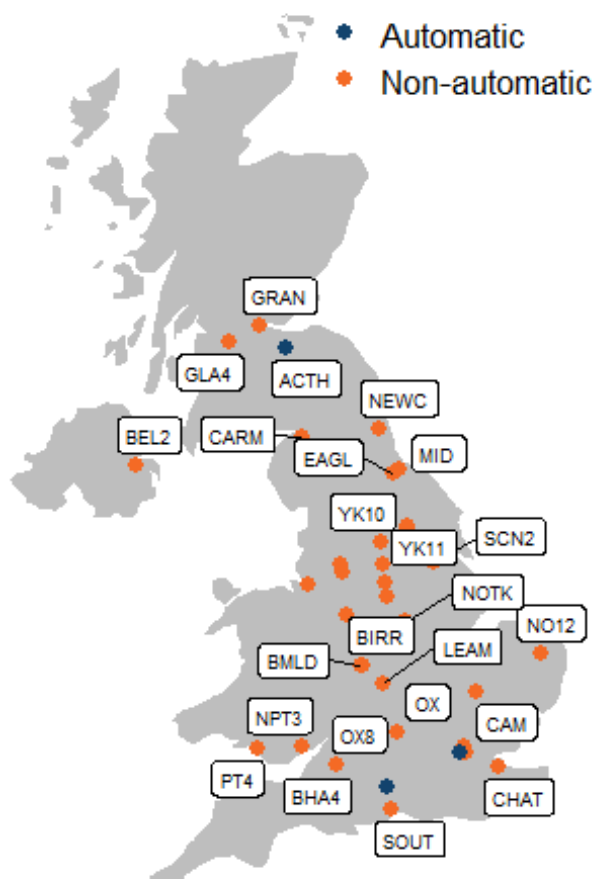 Automatic
Non-automatic
GRAN
GLA4
ACTH
NEWC
BEL2
CARM
EAGL
MID
YK10
YK11
SCN2
NOTK
BIRR
NO12
LEAM
BMLD
OX
NPT3
OX8
CAM
PT4
BHA4
CHAT
SOUT